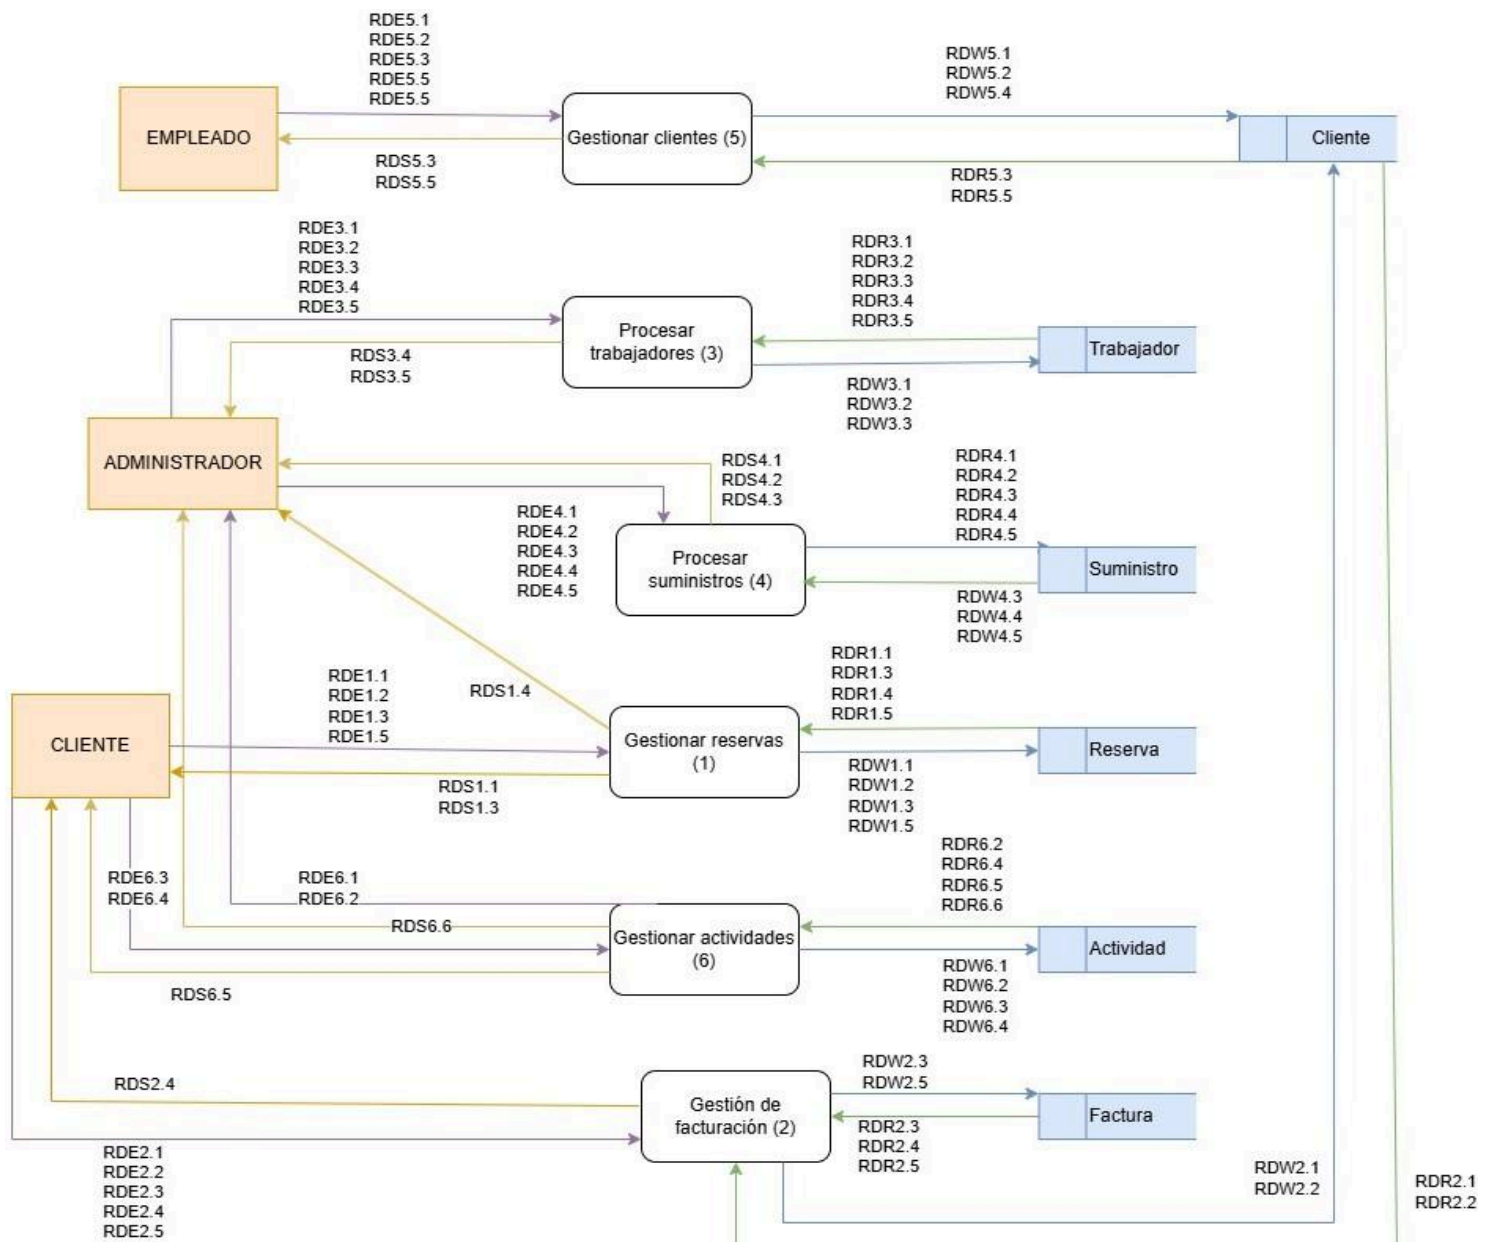 RDE5.1
RDE5.2
RDE5.3
RDE5.5
RDE5.5
RDW5.1
RDW5.2
RDW5.4
EMPLEADO
Gestionar clientes (5)
Cliente
RDS5.3
RDS5.5
RDR5.3
RDR5.5
RDE3.1
RDE3.2
RDE3.3
RDE3.4
RDE3.5
RDR3.1
RDR3.2
RDR3.3
RDR3.4
RDR3.5
Procesar
trabajadores (3)
Trabajador
RDS3.4
RDS3.5
RDW3.1
RDW3.2
RDW3.3
ADMINISTRADOR
RDS4.1
RDS4.2
RDS4.3
RDR4.1
RDR4.2
RDR4.3
RDR4.4
RDR4.5
RDE4.1
RDE4.2
RDE4.3
RDE4.4
RDE4.5
Procesar
suministros (4)
Suministro
RDW4.3
RDW4.4
RDW4.5
RDR1.1
RDR1.3
RDR1.4
RDR1.5
RDE1.1
RDE1.2
RDE1.3
RDE1.5
RDS1.4
CLIENTE
Gestionar reservas
(1)
Reserva
RDS1.1
RDS1.3
RDW1.1
RDW1.2
RDW1.3
RDW1.5
RDR6.2
RDR6.4
RDR6.5
RDR6.6
RDE6.3
RDE6.4
RDE6.1
RDE6.2
RDS6.6
Gestionar actividades
(6)
Actividad
RDS6.5
RDW6.1
RDW6.2
RDW6.3
RDW6.4
RDW2.3
RDW2.5
RDS2.4
Gestión de
facturación (2)
Factura
RDR2.3
RDR2.4
RDR2.5
RDE2.1
RDE2.2
RDE2.3
RDE2.4
RDE2.5
RDW2.1
RDW2.2
RDR2.1
RDR2.2